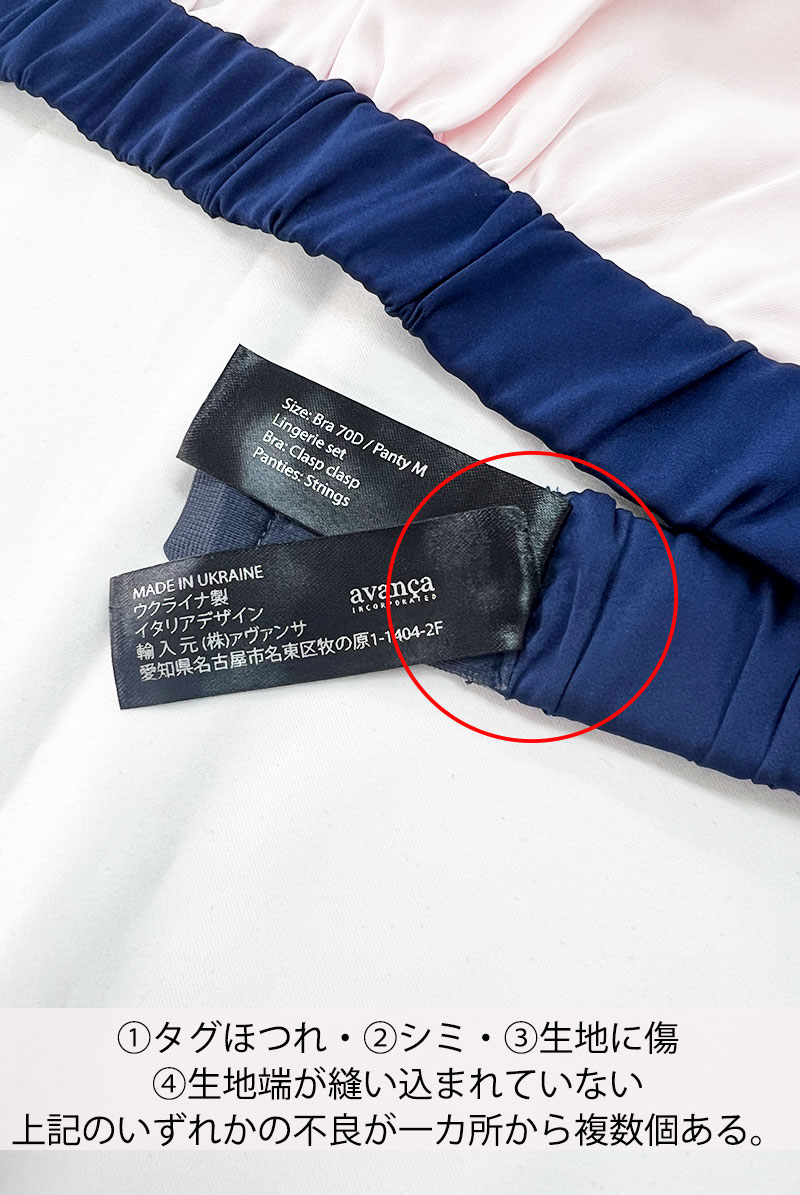 Size: Bra 70D / Panty M
Lingerie set
Bra: Clasp clasp
Panties: Strings
MADE IN UKRAINE
ウクライナ製
イタリアデザイン
輸入元 (株)アヴァンサ
愛知県名古屋市名東区牧の原1-1404-2F
avança
INCORPORATED
①タグほつれ・②シミ・③生地に傷
④生地端が縫い込まれていない
上記のいずれかの不良が一カ所から複数個ある。